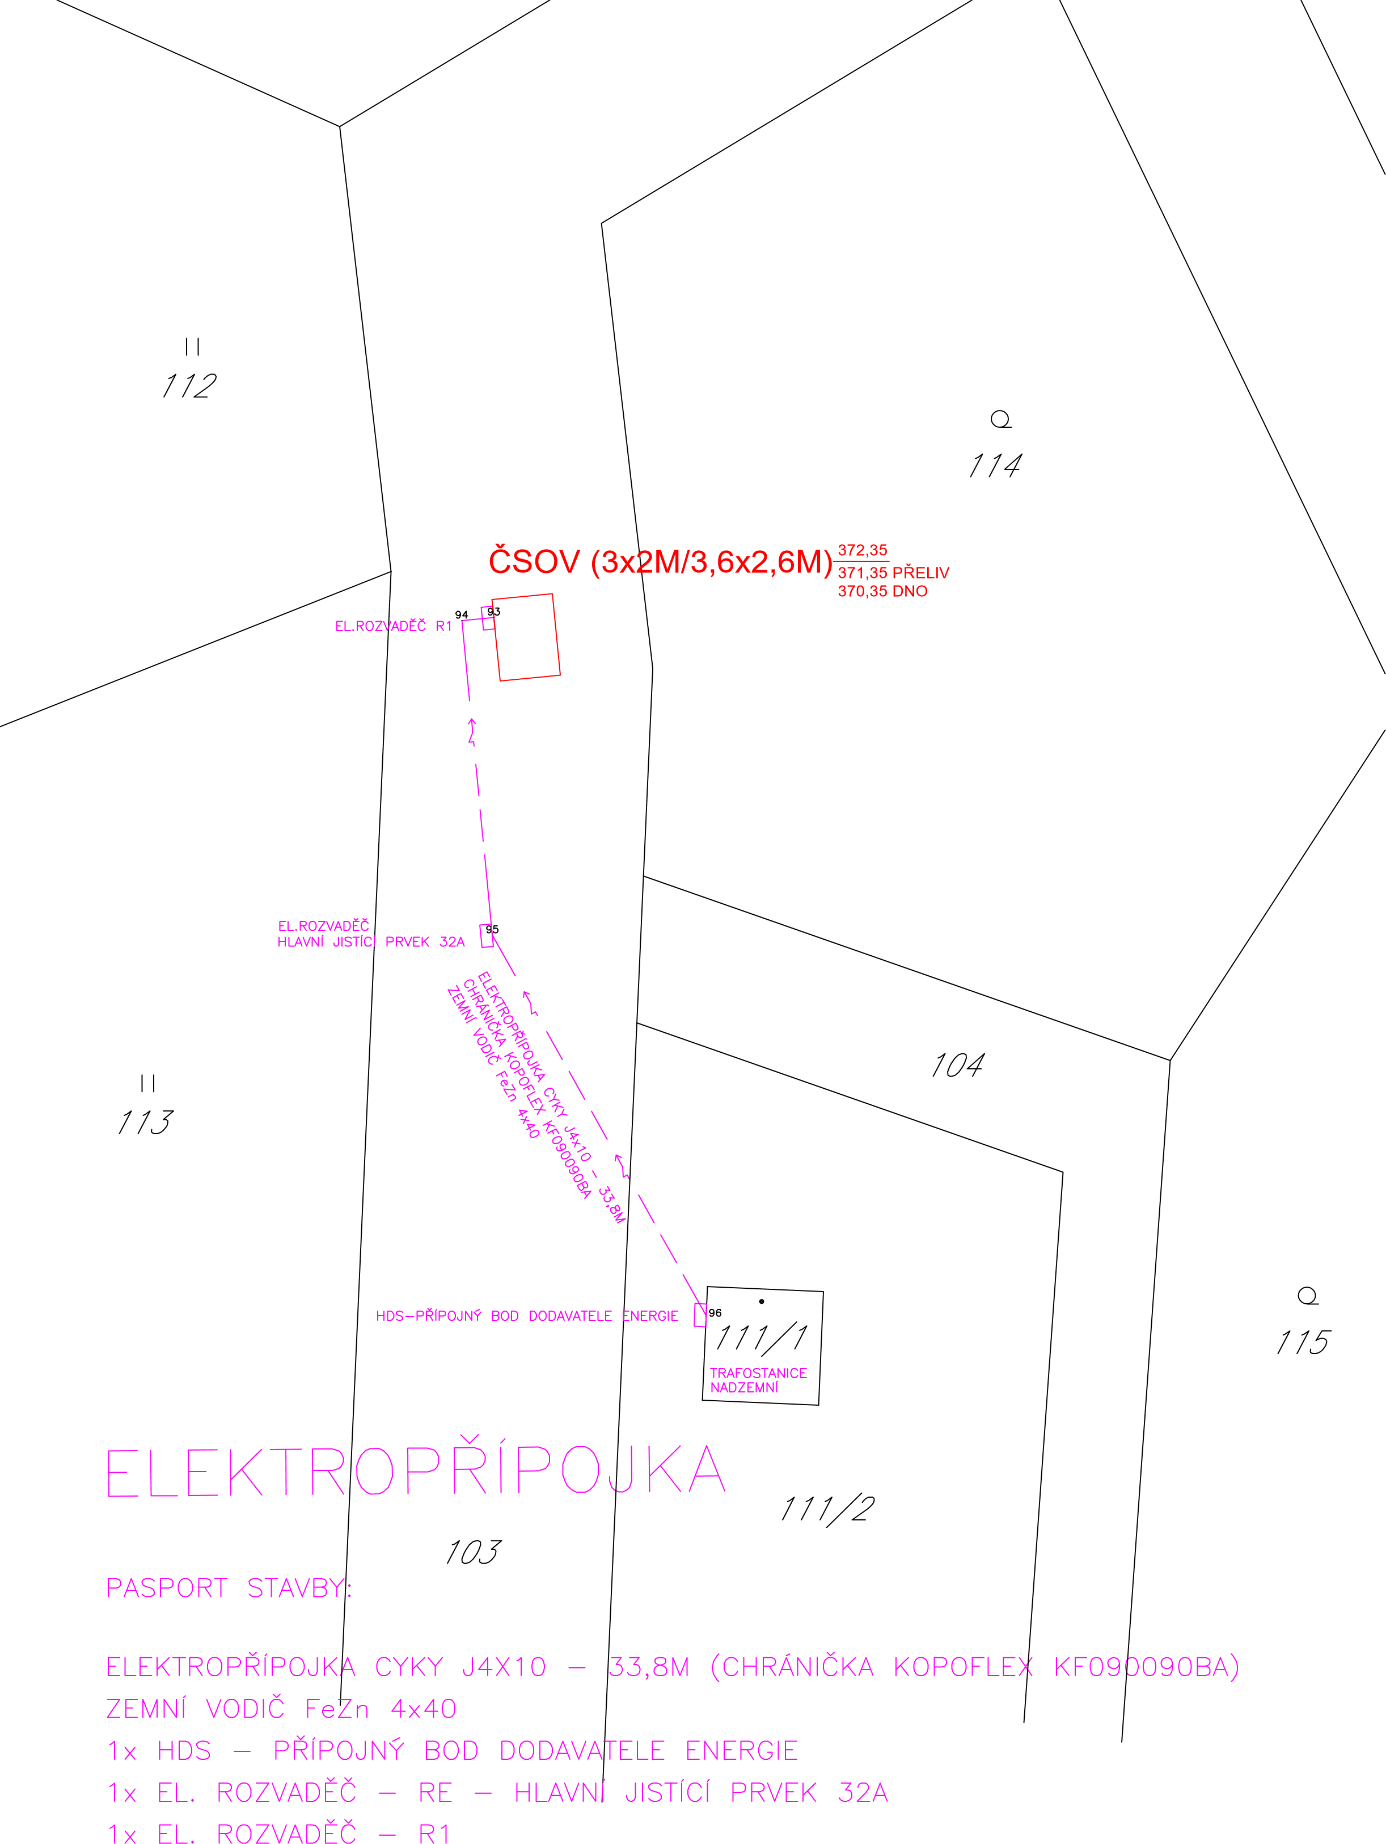 112
114
ČSOV (3x2M/3,6x2,6M)
372,35
371,35 PŘELIV
370,35 DNO
94
93
EL.ROZVADĚČ R1
95
EL.ROZVADĚČ
HLAVNÍ JISTÍCÍ PRVEK 32A
ELEKTROPŘÍPOJKA CYKY J4x10 – 33,8M
CHRÁNIČKA KOPOFLEX KF09090BA
ZEMNÍ VODIČ FeZn 4x40
104
113
HDS–PŘÍPOJNÝ BOD DODAVATELE ENERGIE
96
111/1
TRAFOSTANICE
NADZEMNÍ
115
ELEKTROPŘÍPOJKA
111/2
103
PASPORT STAVBY:
ELEKTROPŘÍPOJKA CYKY J4X10 – 33,8M (CHRÁNIČKA KOPOFLEX KF09090BA)
ZEMNÍ VODIČ FeZn 4x40
1x HDS – PŘÍPOJNÝ BOD DODAVATELE ENERGIE
1x EL. ROZVADĚČ – RE – HLAVNÍ JISTÍCÍ PRVEK 32A
1x EL. ROZVADĚČ – R1